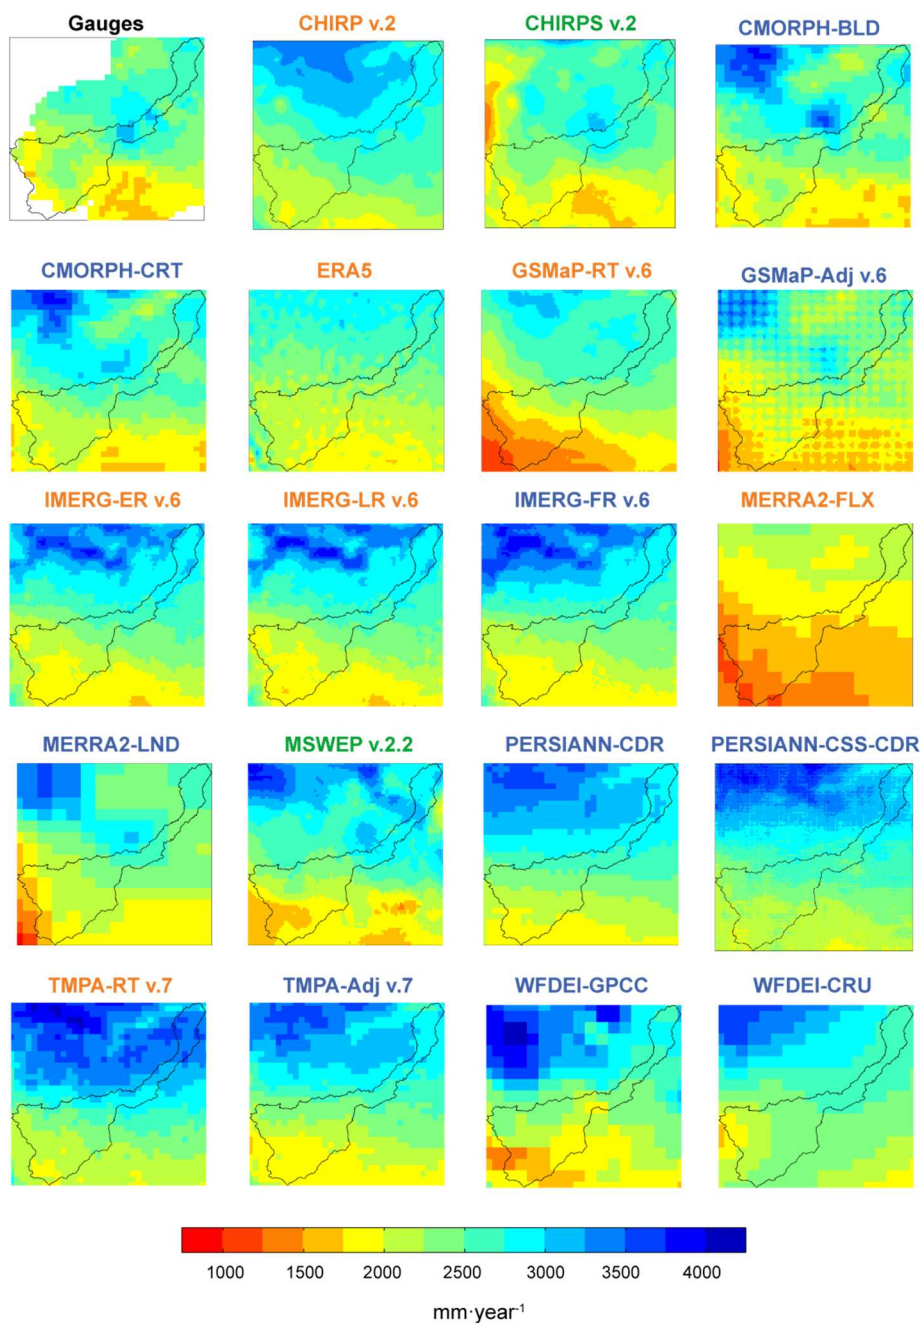 Gauges
CHIRP v.2
CHIRPS v.2
CMORPH-BLD
CMORPH-CRT
ERA5
GSMaP-RT v.6
GSMaP-Adj v.6
IMERG-ER v.6
IMERG-LR v.6
IMERG-FR v.6
MERRA2-FLX
MERRA2-LND
MSWEP v.2.2
PERSIANN-CDR
PERSIANN-CSS-CDR
TMPA-RT v.7
TMPA-Adj v.7
WFDEI-GPCC
WFDEI-CRU
1000 1500 2000 2500 3000 3500 4000
mm·year⁻¹